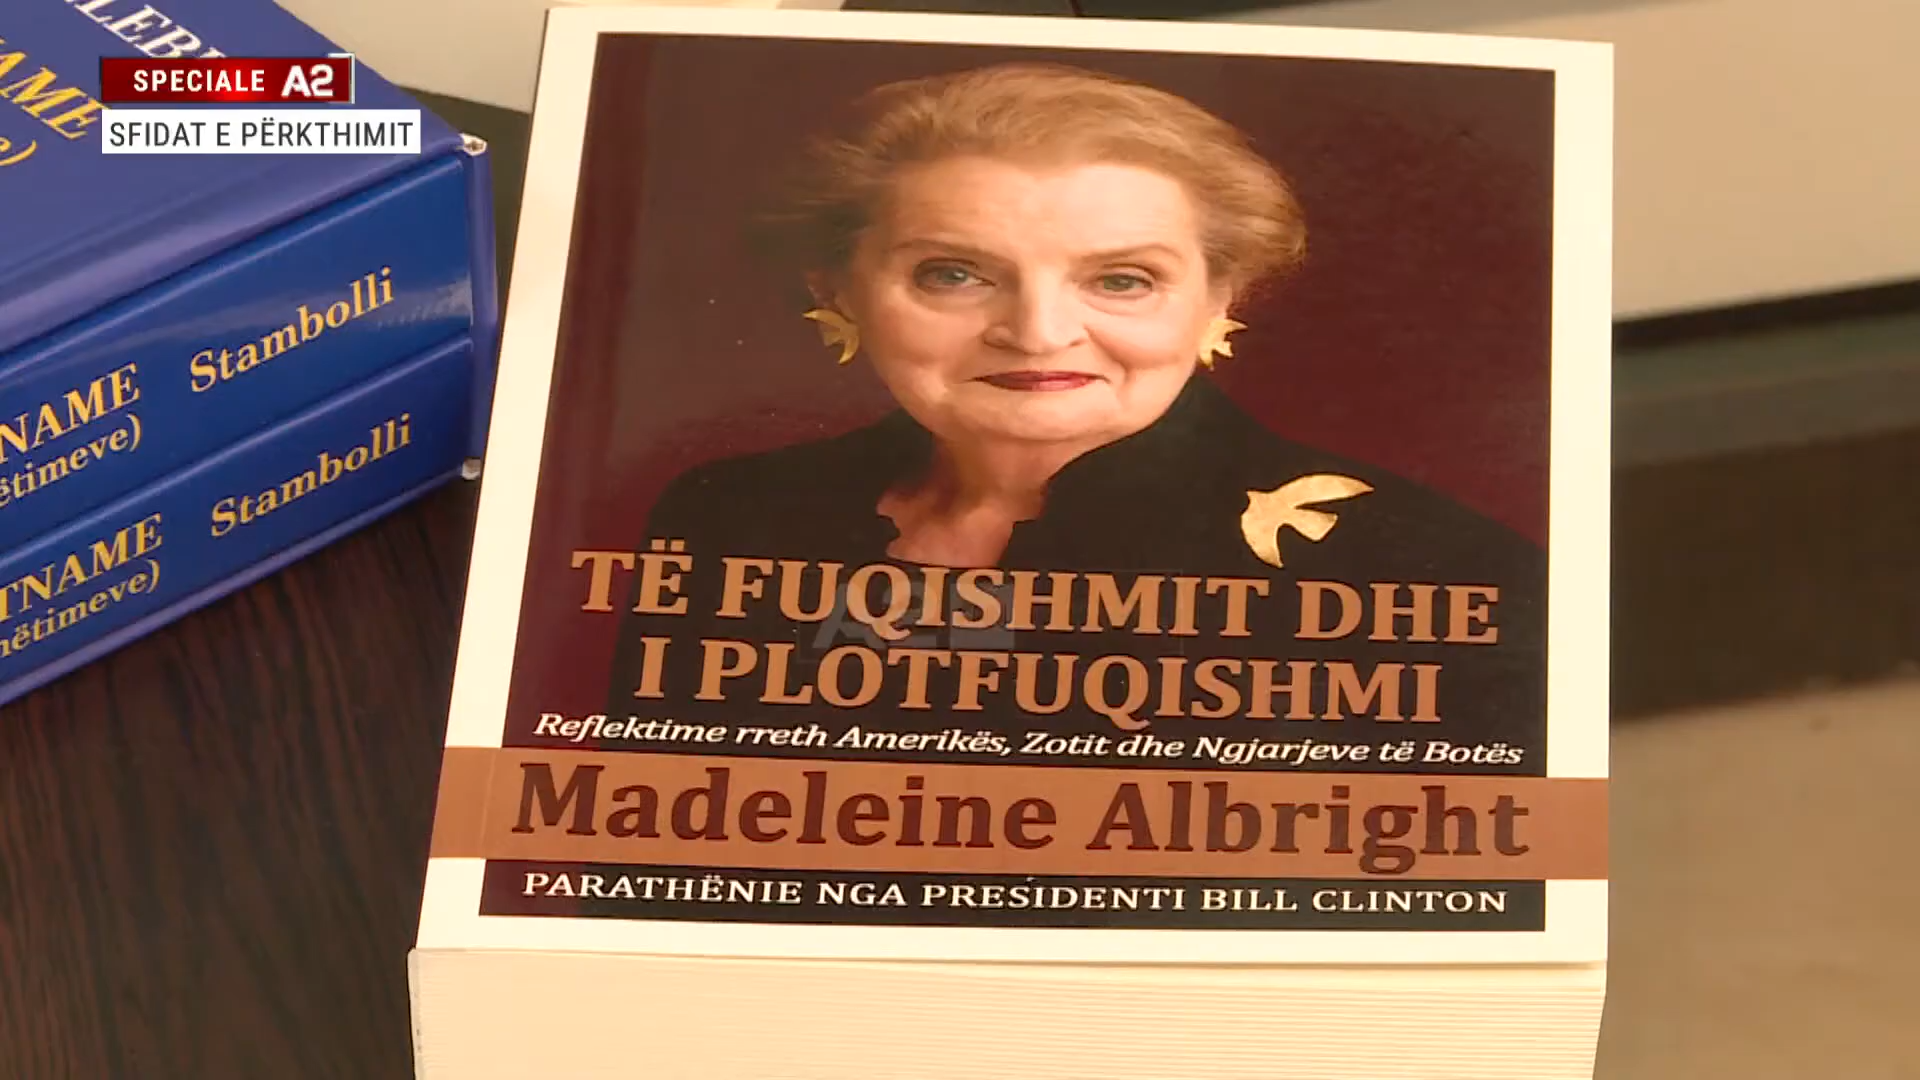 SPECIALE A2
SFIDAT E PËRKTHIMIT
Stambolli
Stambolli
TË FUQISHMIT DHE
I PLOTFUQISHMI
Reflektime rreth Amerikës, Zotit dhe Ngjarjeve të Botës
Madeleine Albright
PARATHËNIE NGA PRESIDENTI BILL CLINTON